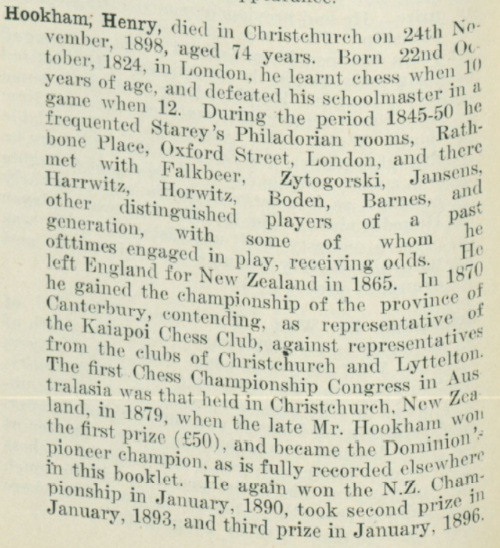 Hookham, Henry, died in Christchurch on 24th No-
vember, 1898, aged 74 years. Born 22nd Oc-
tober, 1824, in London, he learnt chess when 10
years of age, and defeated his schoolmaster in a
game when 12. During the period 1845-50 he
frequented Starey's Philadorian rooms, Rath-
bone Place, Oxford Street, London, and there
met with Falkbeer, Zytogorski, Jansens,
Harrwitz, Horwitz, Boden, Barnes, and
other distinguished players of a past
generation, with some of whom he
ofttimes engaged in play, receiving odds. He
left England for New Zealand in 1865. In 1870
he gained the championship of the province of
Canterbury, contending, as representative of
the Kaiapoi Chess Club, against representatives
from the clubs of Christchurch and Lyttelton.
The first Chess Championship Congress in Aus
tralasia was that held in Christchurch, New Zea-
land, in 1879, when the late Mr. Hookham won
the first prize (£50), and became the Dominion's
pioneer champion, as is fully recorded elsewhere
in this booklet. He again won the N.Z. Cham-
pionship in January, 1890, took second prize in
January, 1893, and third prize in January, 1896.